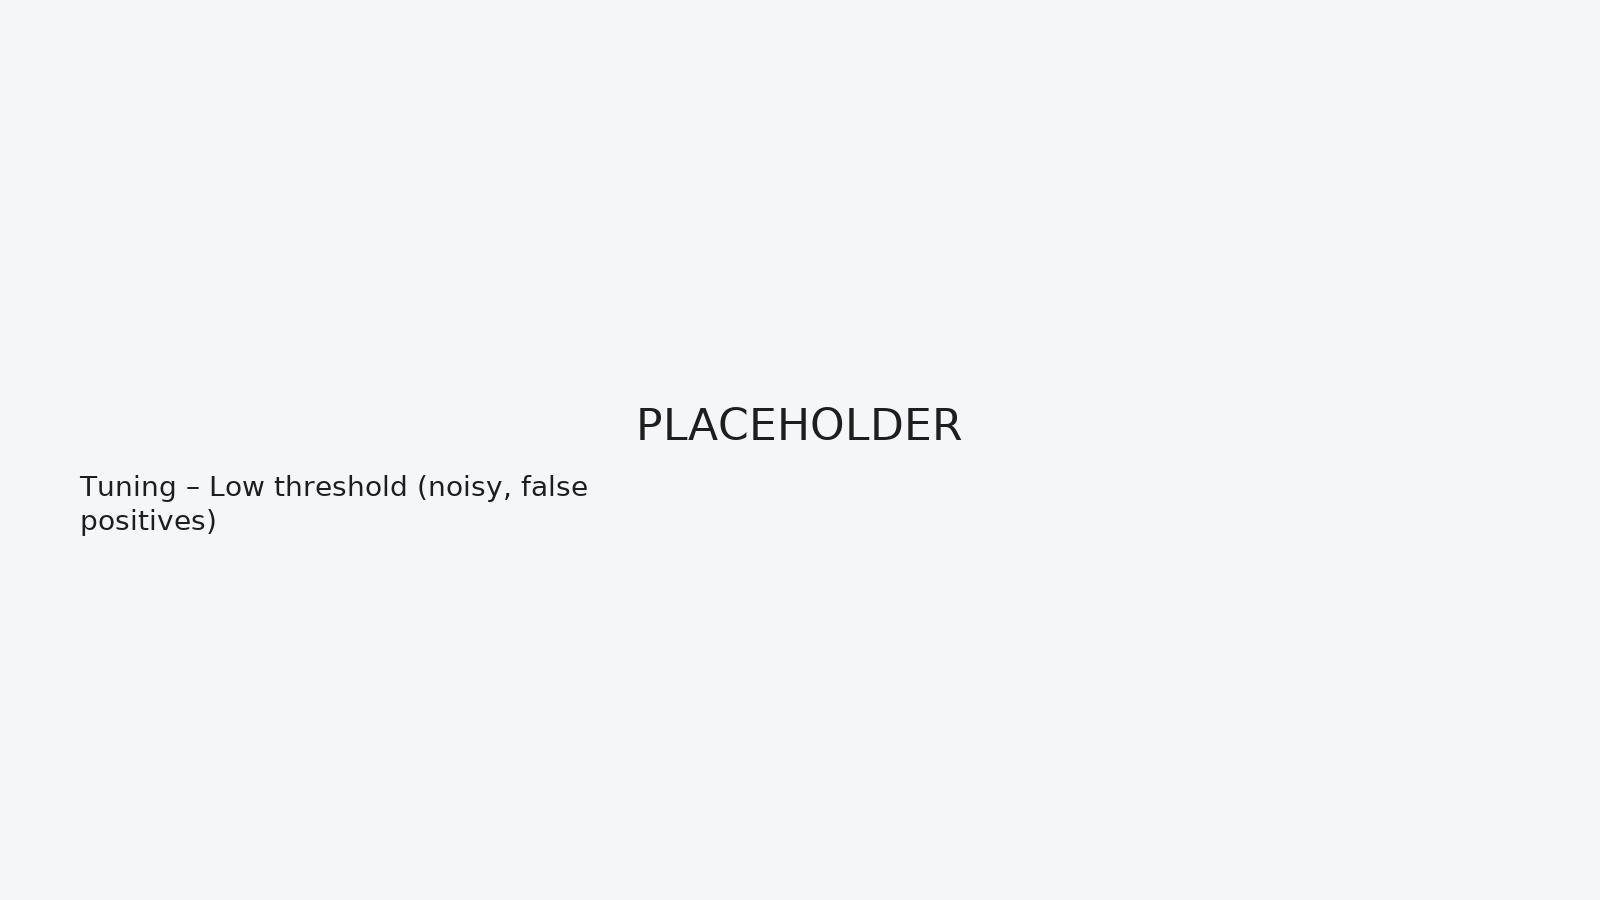 PLACEHOLDER
Tuning – Low threshold (noisy, false
positives)